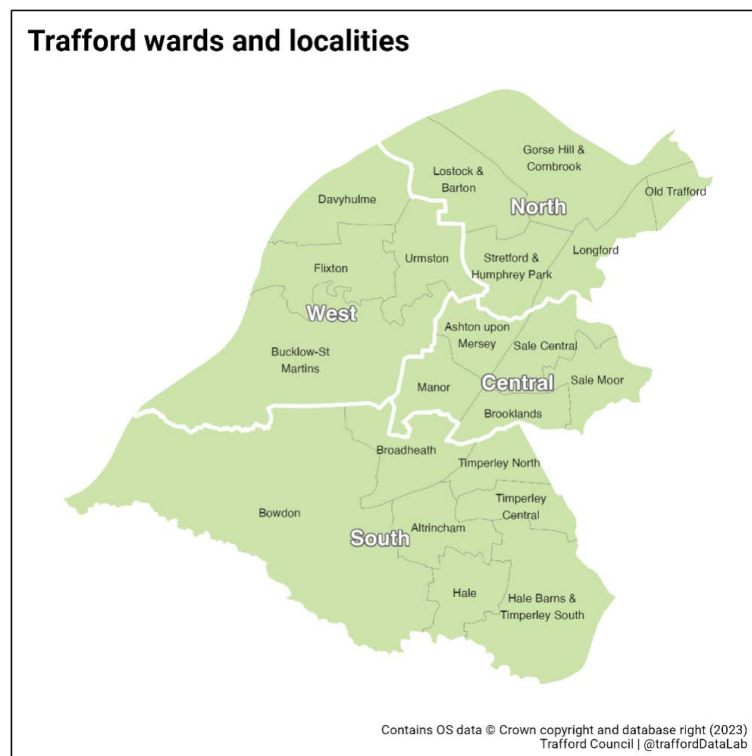 Trafford wards and localities
Gorse Hill &
Cornbrook
Lostock &
Barton
Old Trafford
Davyhulme
North
Longford
Urmston
Stretford &
Humphrey Park
Flixton
West
Ashton upon
Mersey
Sale Central
Bucklow-St
Martins
Manor
Central
Sale Moor
Brooklands
Broadheath
Timperley North
Timperley
Central
Bowdon
Altrincham
South
Hale
Hale Barns &
Timperley South
Contains OS data © Crown copyright and database right (2023)
Trafford Council | @traffordDataLab